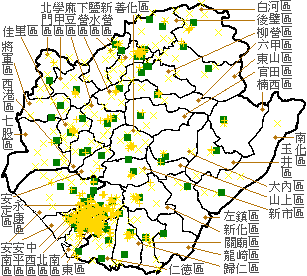 北門區
學甲區
麻豆區
下營區
鹽水區
新營區
善化區
白河區
後壁區
柳營區
六甲區
東山區
官田區
楠西區
佳里區
將軍區
西港區
七股區
南化區
玉井區
大內區
山上區
新市區
安定區
永康區
左鎮區
新化區
關廟區
龍崎區
歸仁區
仁德區
安南區
安平區
中西區
北區
南區
東區